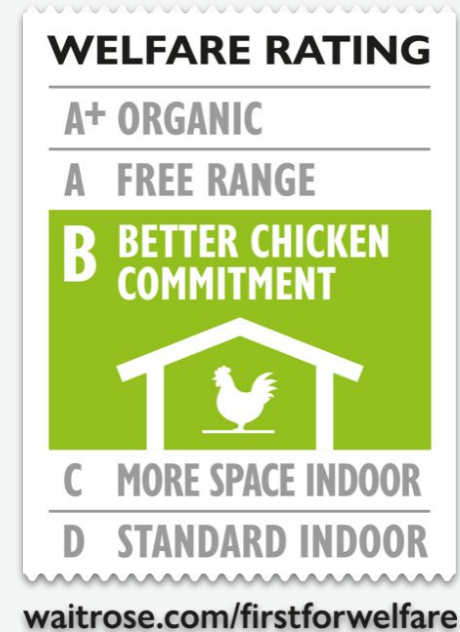 WELFARE RATING
A+ ORGANIC
A FREE RANGE
B BETTER CHICKEN
COMMITMENT
C MORE SPACE INDOOR
D STANDARD INDOOR
waitrose.com/firstforwelfare